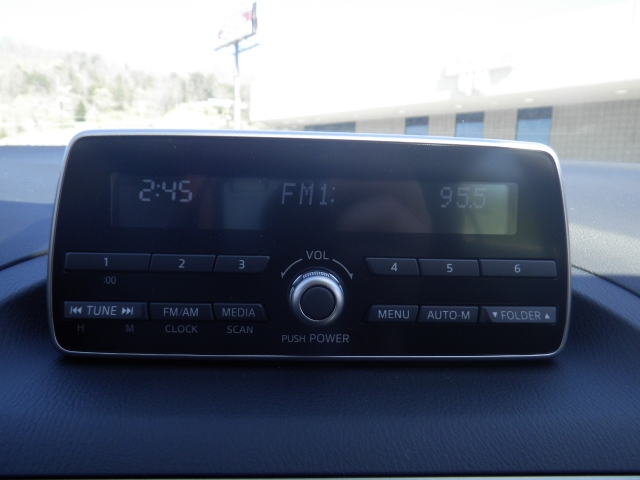 2:45 FM1: 95.5
VOL
1 2 3 4 5 6
:00
TUNE FM/AM MEDIA MENU AUTO-M FOLDER
H M CLOCK SCAN
PUSH POWER